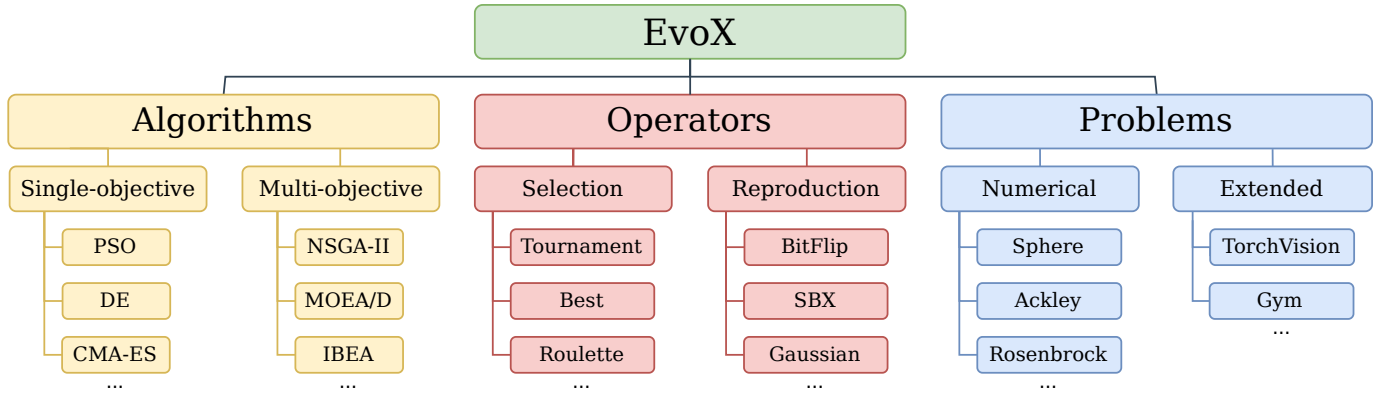 EvoX
Algorithms
Operators
Problems
Single-objective
Multi-objective
Selection
Reproduction
Numerical
Extended
PSO
NSGA-II
Tournament
BitFlip
Sphere
TorchVision
DE
MOEA/D
Best
SBX
Ackley
Gym
...
CMA-ES
IBEA
Roulette
Gaussian
Rosenbrock
...
...
...
...
...